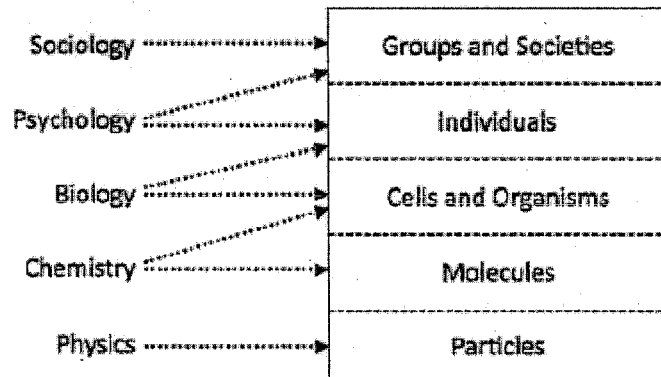 Sociology
Groups and Societies
Psychology
Individuals
Biology
Cells and Organisms
Chemistry
Molecules
Physics
Particles